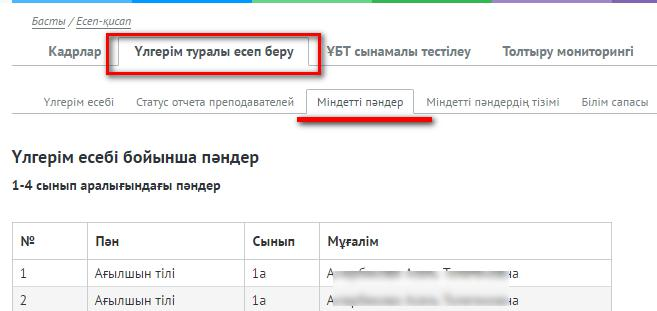 Басты / Есеп-қисап
Кадрлар Үлгерім туралы есеп беру ҰБТ сынамалы тестілеу Толтыру мониторингі
Үлгерім есебі Статус отчета преподавателей Міндетті пәндер Міндетті пәндердің тізімі Білім сапасы
Үлгерім есебі бойынша пәндер
1-4 сынып аралығындағы пәндер
№ Пән Сынып Мұғалім
1 Ағылшын тілі 1а
2 Ағылшын тілі 1а